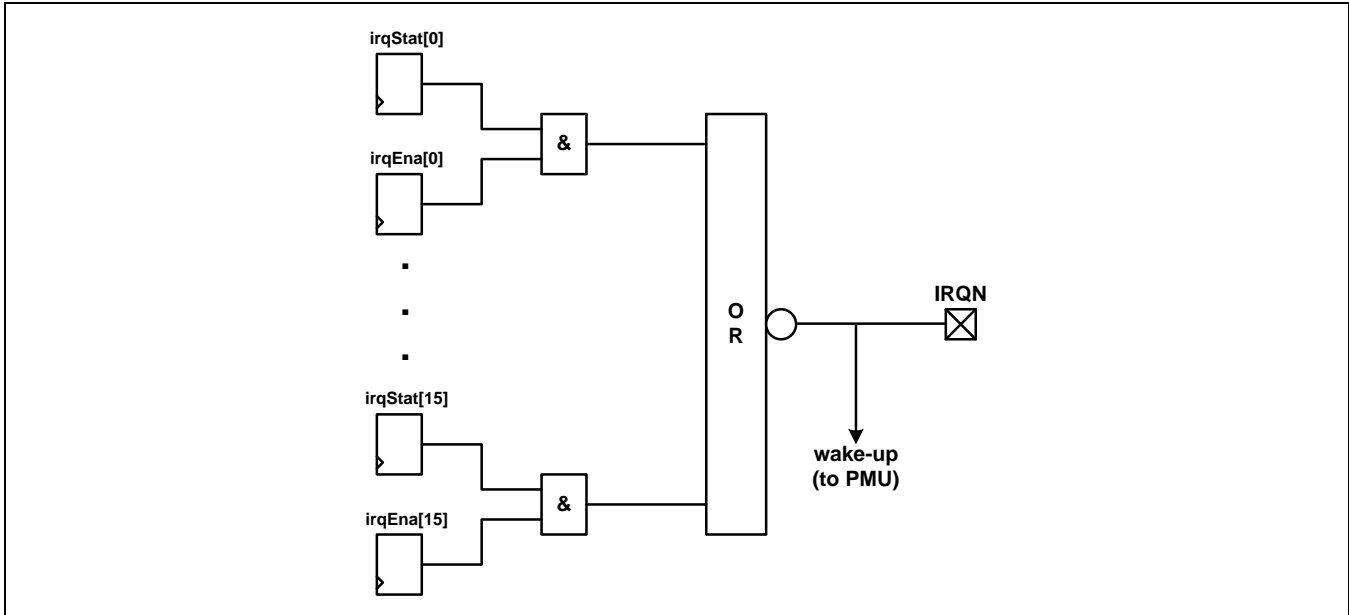 irqStat[0]
&
irqEna[0]
.
.
.
O
R
IRQN
irqStat[15]
&
irqEna[15]
wake-up
(to PMU)